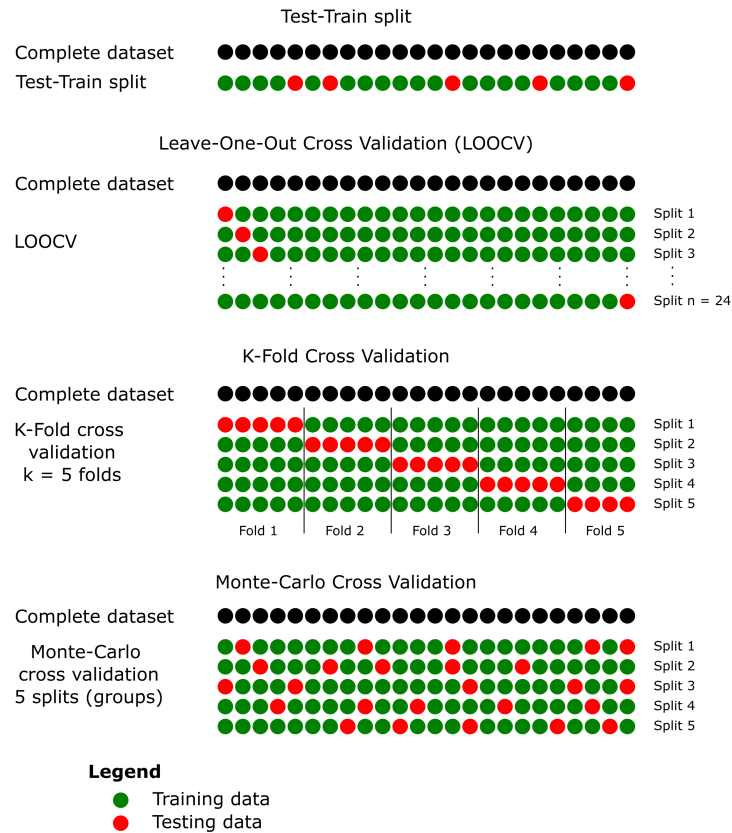 Test-Train split
Complete dataset
Test-Train split
Leave-One-Out Cross Validation (LOOCV)
Complete dataset
LOOCV
Split 1
Split 2
Split 3
Split n = 24
K-Fold Cross Validation
Complete dataset
K-Fold cross
validation
k = 5 folds
Split 1
Split 2
Split 3
Split 4
Split 5
Fold 1
Fold 2
Fold 3
Fold 4
Fold 5
Monte-Carlo Cross Validation
Complete dataset
Monte-Carlo
cross validation
5 splits (groups)
Split 1
Split 2
Split 3
Split 4
Split 5
Legend
Training data
Testing data